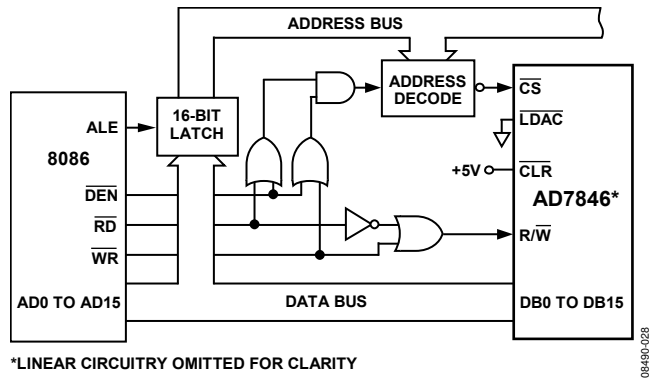 ADDRESS BUS
ADDRESS
DECODE
CS
LDAC
16-BIT
LATCH
ALE
8086
+5V
CLR
AD7846*
DEN
RD
R/W
WR
AD0 TO AD15
DATA BUS
DB0 TO DB15
*LINEAR CIRCUITRY OMITTED FOR CLARITY
08490-028